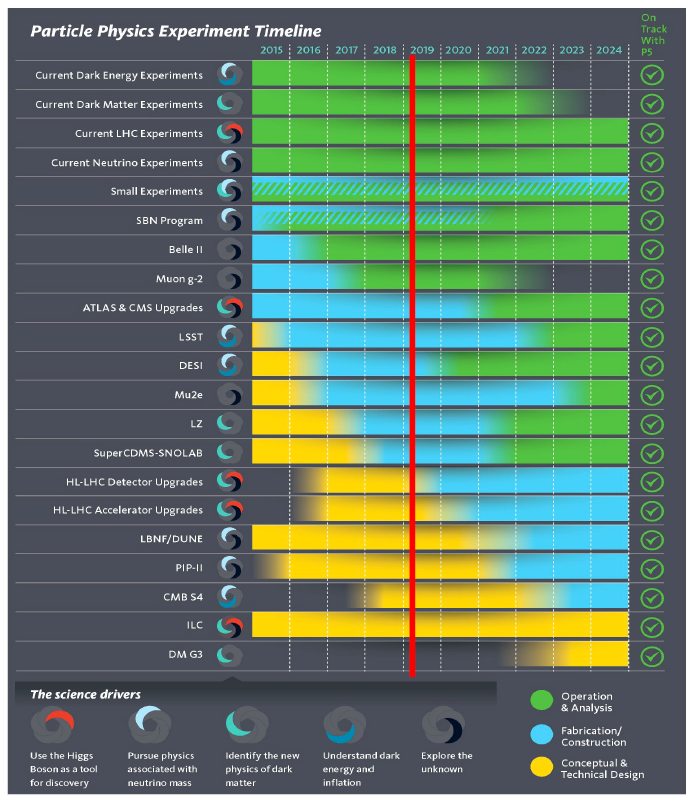 Particle Physics Experiment Timeline
On
Track
With
P5
2015 2016 2017 2018 2019 2020 2021 2022 2023 2024
Current Dark Energy Experiments
Current Dark Matter Experiments
Current LHC Experiments
Current Neutrino Experiments
Small Experiments
SBN Program
Belle II
Muon g-2
ATLAS & CMS Upgrades
LSST
DESI
Mu2e
LZ
SuperCDMS-SNOLAB
HL-LHC Detector Upgrades
HL-LHC Accelerator Upgrades
LBNF/DUNE
PIP-II
CMB S4
ILC
DM G3
The science drivers
Use the Higgs
Boson as a tool
for discovery
Pursue physics
associated with
neutrino mass
Identify the new
physics of dark
matter
Understand dark
energy and
inflation
Explore the
unknown
Operation
& Analysis
Fabrication/
Construction
Conceptual &
Technical Design